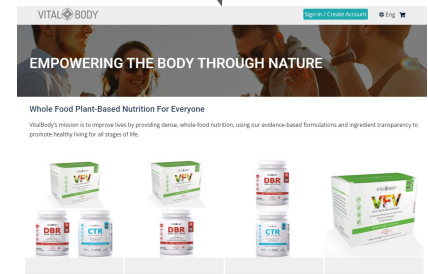 VITAL BODY
Sign-in / Create Account
Eng
EMPOWERING THE BODY THROUGH NATURE
Whole Food Plant-Based Nutrition For Everyone
VitalBody's mission is to improve lives by providing dense, whole-food nutrition, using our evidence-based formulations and ingredient transparency to
promote healthy living for all stages of life.
VFV
VFV
DBR
VFV
DBR
CTR
DBR
CTR